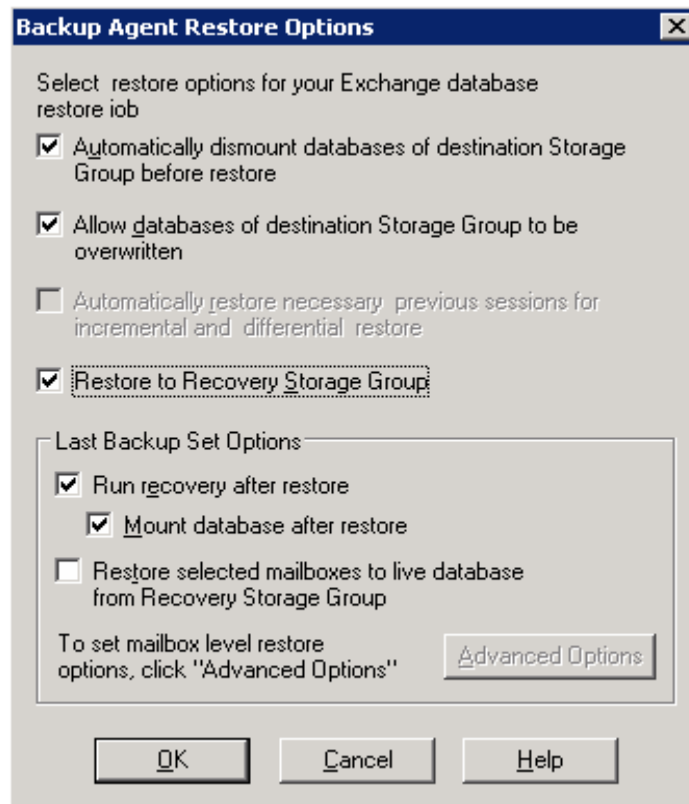 Backup Agent Restore Options
Select restore options for your Exchange database
restore iob
Automatically dismount databases of destination Storage
Group before restore
Allow databases of destination Storage Group to be
overwritten
Automatically restore necessary previous sessions for
incremental and differential restore
Restore to Recovery Storage Group
Last Backup Set Options
Run recovery after restore
Mount database after restore
Restore selected mailboxes to live database
from Recovery Storage Group
To set mailbox level restore
options, click "Advanced Options"
Advanced Options
OK
Cancel
Help